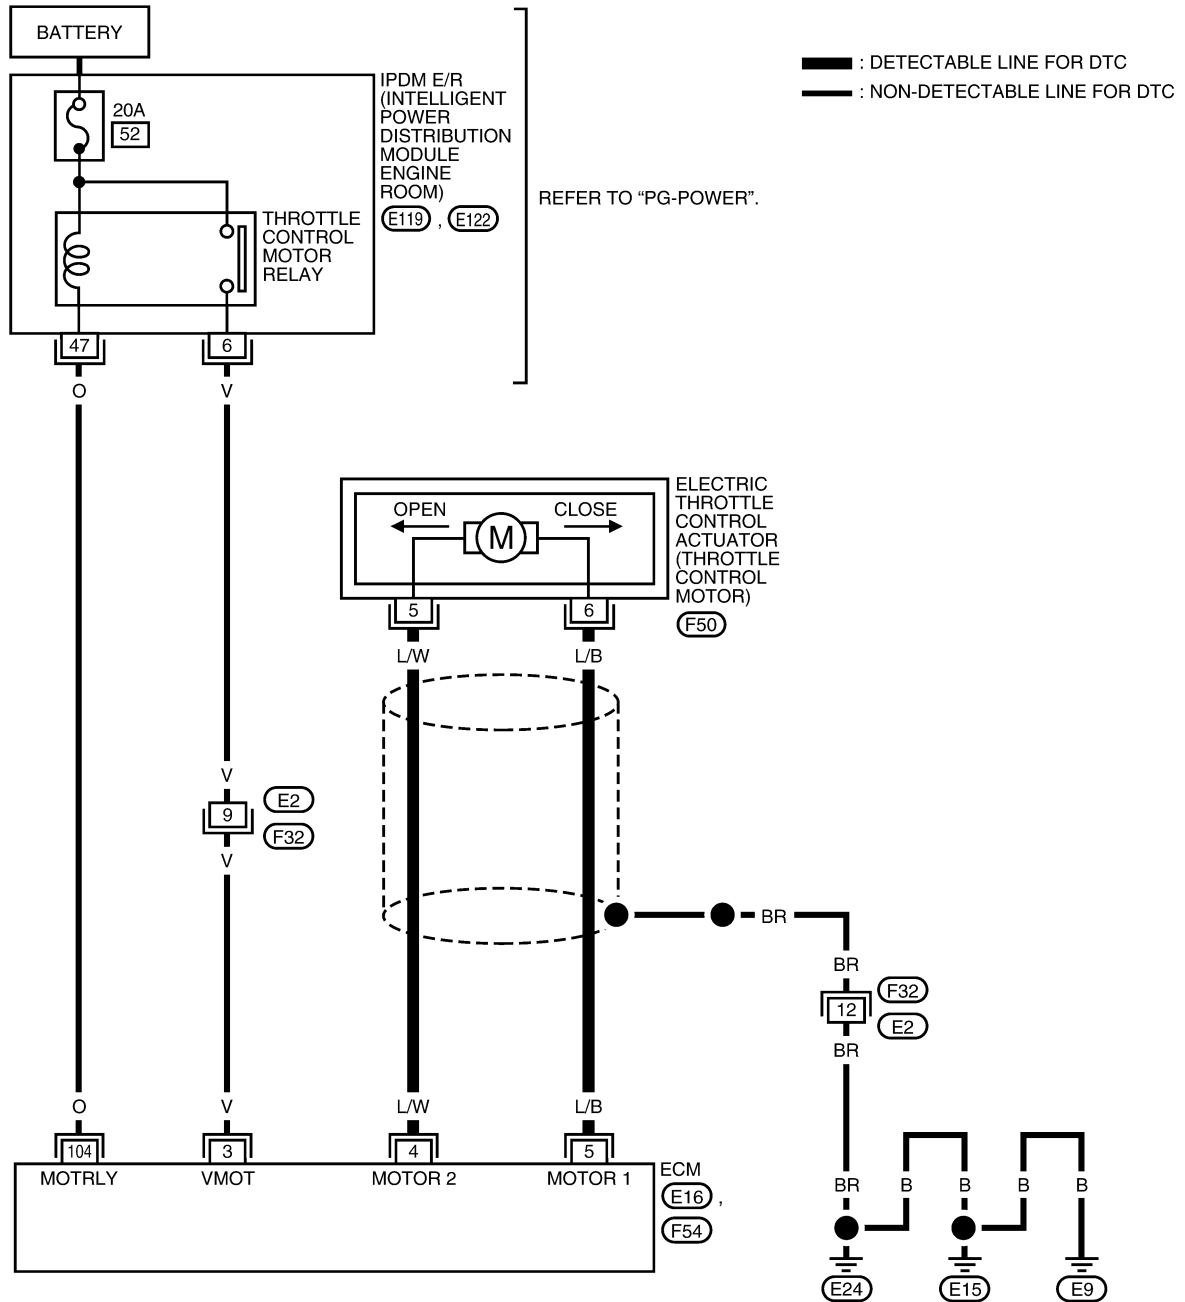 BATTERY
20A
52
IPDM E/R
(INTELLIGENT
POWER
DISTRIBUTION
MODULE
ENGINE
ROOM)
E119 , E122
THROTTLE
CONTROL
MOTOR
RELAY
REFER TO “PG-POWER”.
: DETECTABLE LINE FOR DTC
: NON-DETECTABLE LINE FOR DTC
47 6
O V
ELECTRIC
THROTTLE
CONTROL
ACTUATOR
(THROTTLE
CONTROL
MOTOR)
F50
OPEN CLOSE
M
5 6
L/W L/B
V
9
E2
F32
V
BR
BR
12
F32
E2
BR
O V L/W L/B
104 3 4 5
MOTRLY VMOT MOTOR 2 MOTOR 1
ECM
E16 ,
F54
BR B B B B
E24 E15 E9